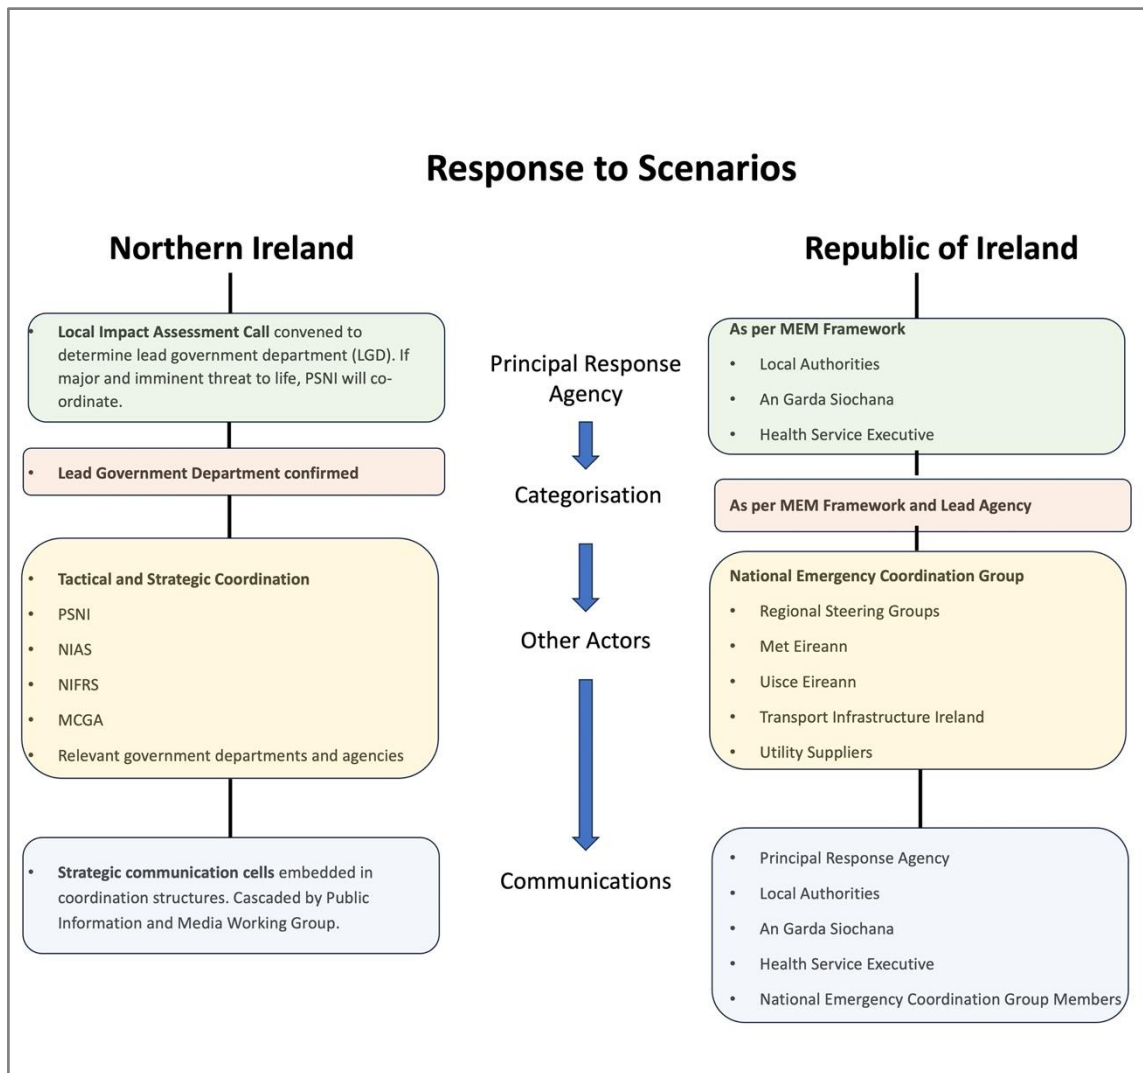 Response to Scenarios
Northern Ireland
• Local Impact Assessment Call convened to
determine lead government department (LGD). If
major and imminent threat to life, PSNI will co-
ordinate.
• Lead Government Department confirmed
• Tactical and Strategic Coordination
• PSNI
• NIAS
• NIFRS
• MCGA
• Relevant government departments and agencies
• Strategic communication cells embedded in
coordination structures. Cascaded by Public
Information and Media Working Group.
Principal Response
Agency
Categorisation
Other Actors
Communications
Republic of Ireland
As per MEM Framework
• Local Authorities
• An Garda Siochana
• Health Service Executive
As per MEM Framework and Lead Agency
National Emergency Coordination Group
• Regional Steering Groups
• Met Eireann
• Uisce Eireann
• Transport Infrastructure Ireland
• Utility Suppliers
• Principal Response Agency
• Local Authorities
• An Garda Siochana
• Health Service Executive
• National Emergency Coordination Group Members